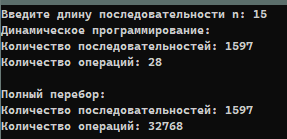 Введите длину последовательности n: 15
Динамическое программирование:
Количество последовательностей: 1597
Количество операций: 28
Полный перебор:
Количество последовательностей: 1597
Количество операций: 32768